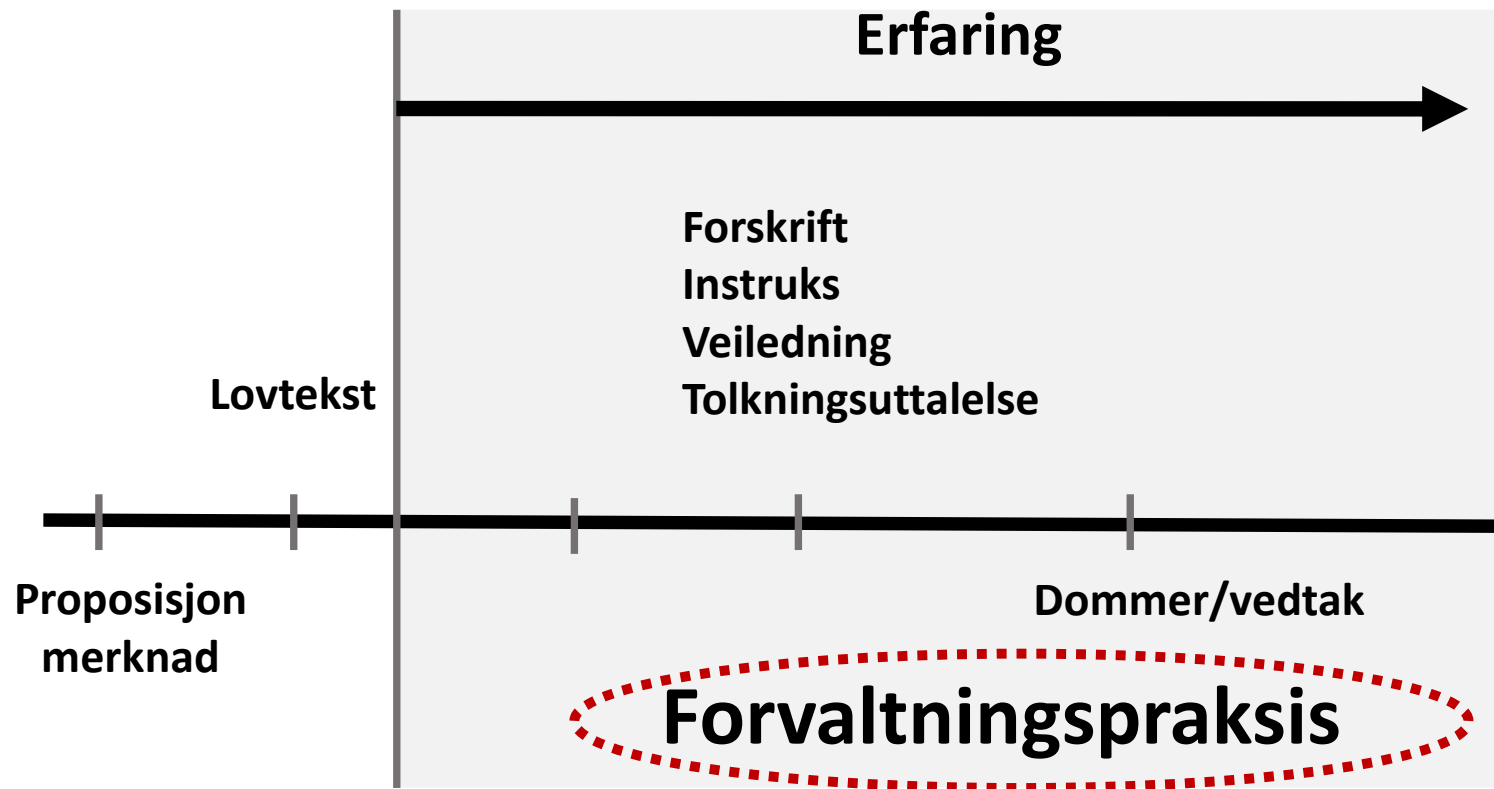 Erfaring
Forskrift
Instruks
Veiledning
Tolkningsuttalelse
Lovtekst
Proposisjon
merknad
Dommer/vedtak
Forvaltningspraksis